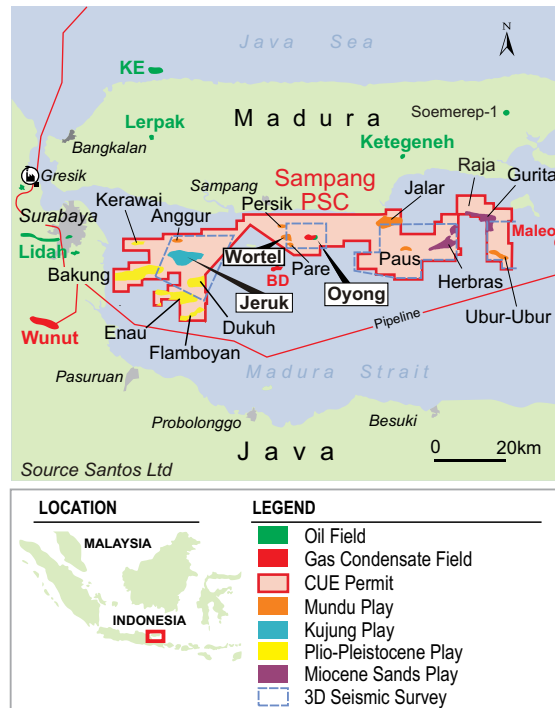 Java Sea
N
KE
Madura
Lerpak
Soemerep-1
Bangkalan
Ketegeneh
Gresik
Sampang
Sampang
PSC
Raja
Gurita
Kerawai
Jalar
Persik
Anggur
Surabaya
Maleo
Lidah
Wortel
Pare
Paus
Bakung
BD
Herbras
Jeruk
Oyong
Ubur-Ubur
Enau
Dukuh
Wunut
Pipeline
Flamboyan
Madura Strait
Pasuruan
Probolonggo
Besuki
Java
0 20km
Source Santos Ltd
LOCATION
MALAYSIA
INDONESIA
LEGEND
Oil Field
Gas Condensate Field
CUE Permit
Mundu Play
Kujung Play
Plio-Pleistocene Play
Miocene Sands Play
3D Seismic Survey